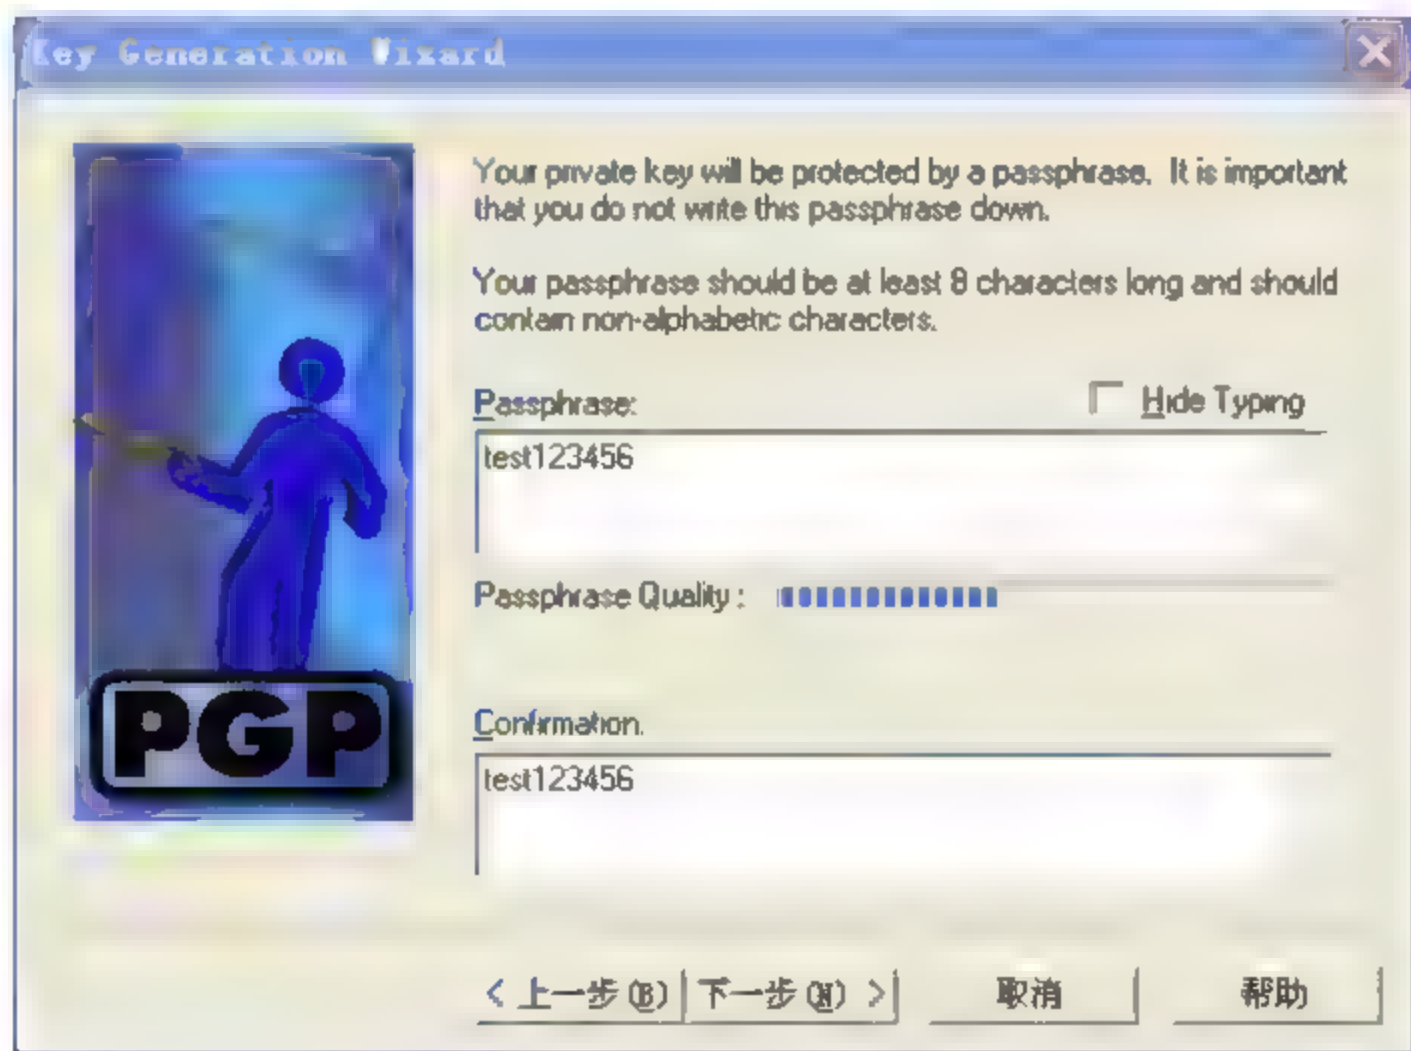 Key Generation Wizard
Your private key will be protected by a passphrase. It is important
that you do not write this passphrase down.
Your passphrase should be at least 8 characters long and should
contain non-alphabetic characters.
Passphrase:
Hide Typing
test123456
Passphrase Quality :
Confirmation:
test123456
PGP
< 上一步(B)
下一步(N) >
取消
帮助